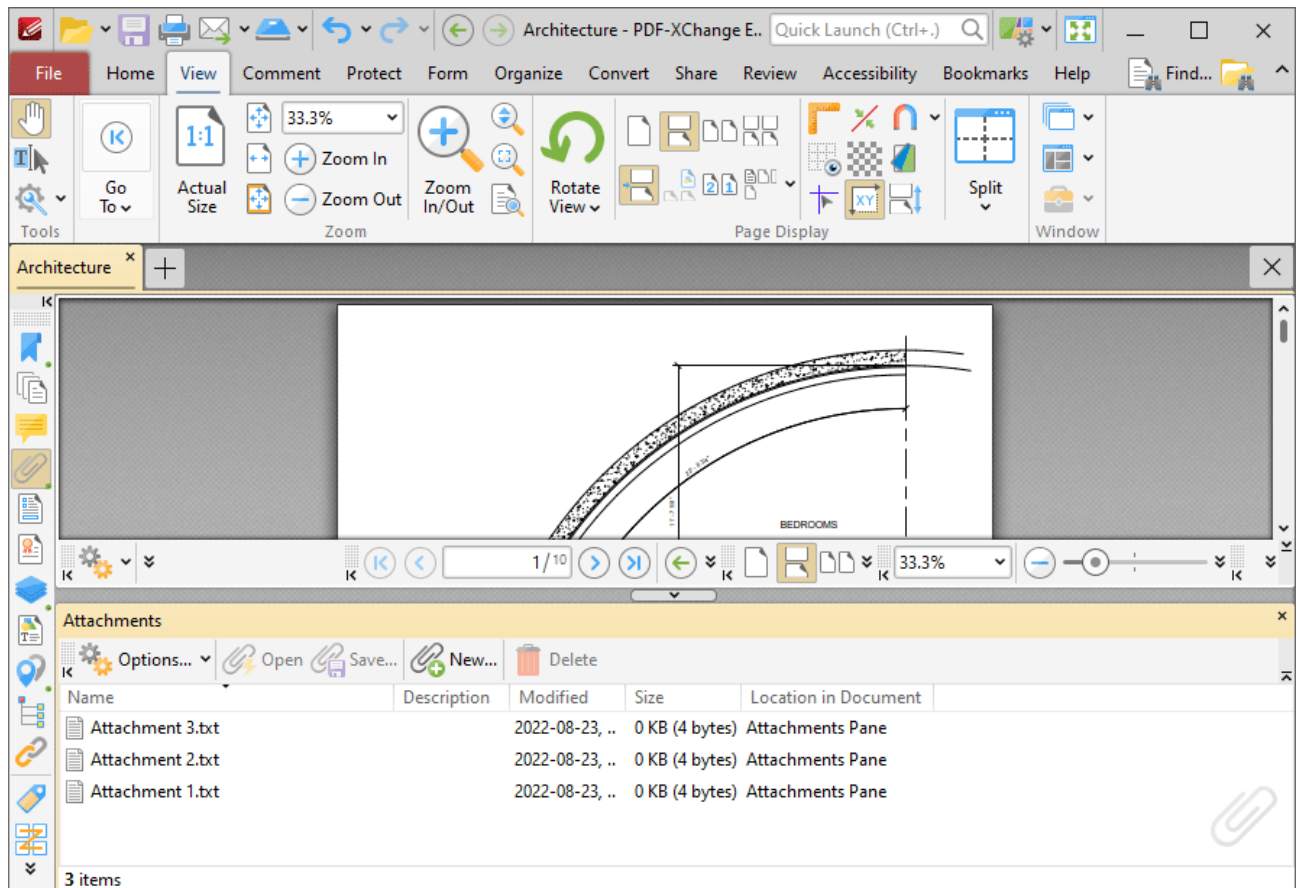 Architecture - PDF-XChange E.. Quick Launch (Ctrl+.)
File Home View Comment Protect Form Organize Convert Share Review Accessibility Bookmarks Help Find...
Go To
1:1
Actual Size
33.3%
Zoom In
Zoom Out
Zoom In/Out
Rotate View
2 1
XY
Split
Tools Zoom Page Display Window
Architecture
BEDROOMS
1/10 33.3%
Attachments
Options... Open Save... New... Delete
Name Description Modified Size Location in Document
Attachment 3.txt 2022-08-23, .. 0 KB (4 bytes) Attachments Pane
Attachment 2.txt 2022-08-23, .. 0 KB (4 bytes) Attachments Pane
Attachment 1.txt 2022-08-23, .. 0 KB (4 bytes) Attachments Pane
3 items